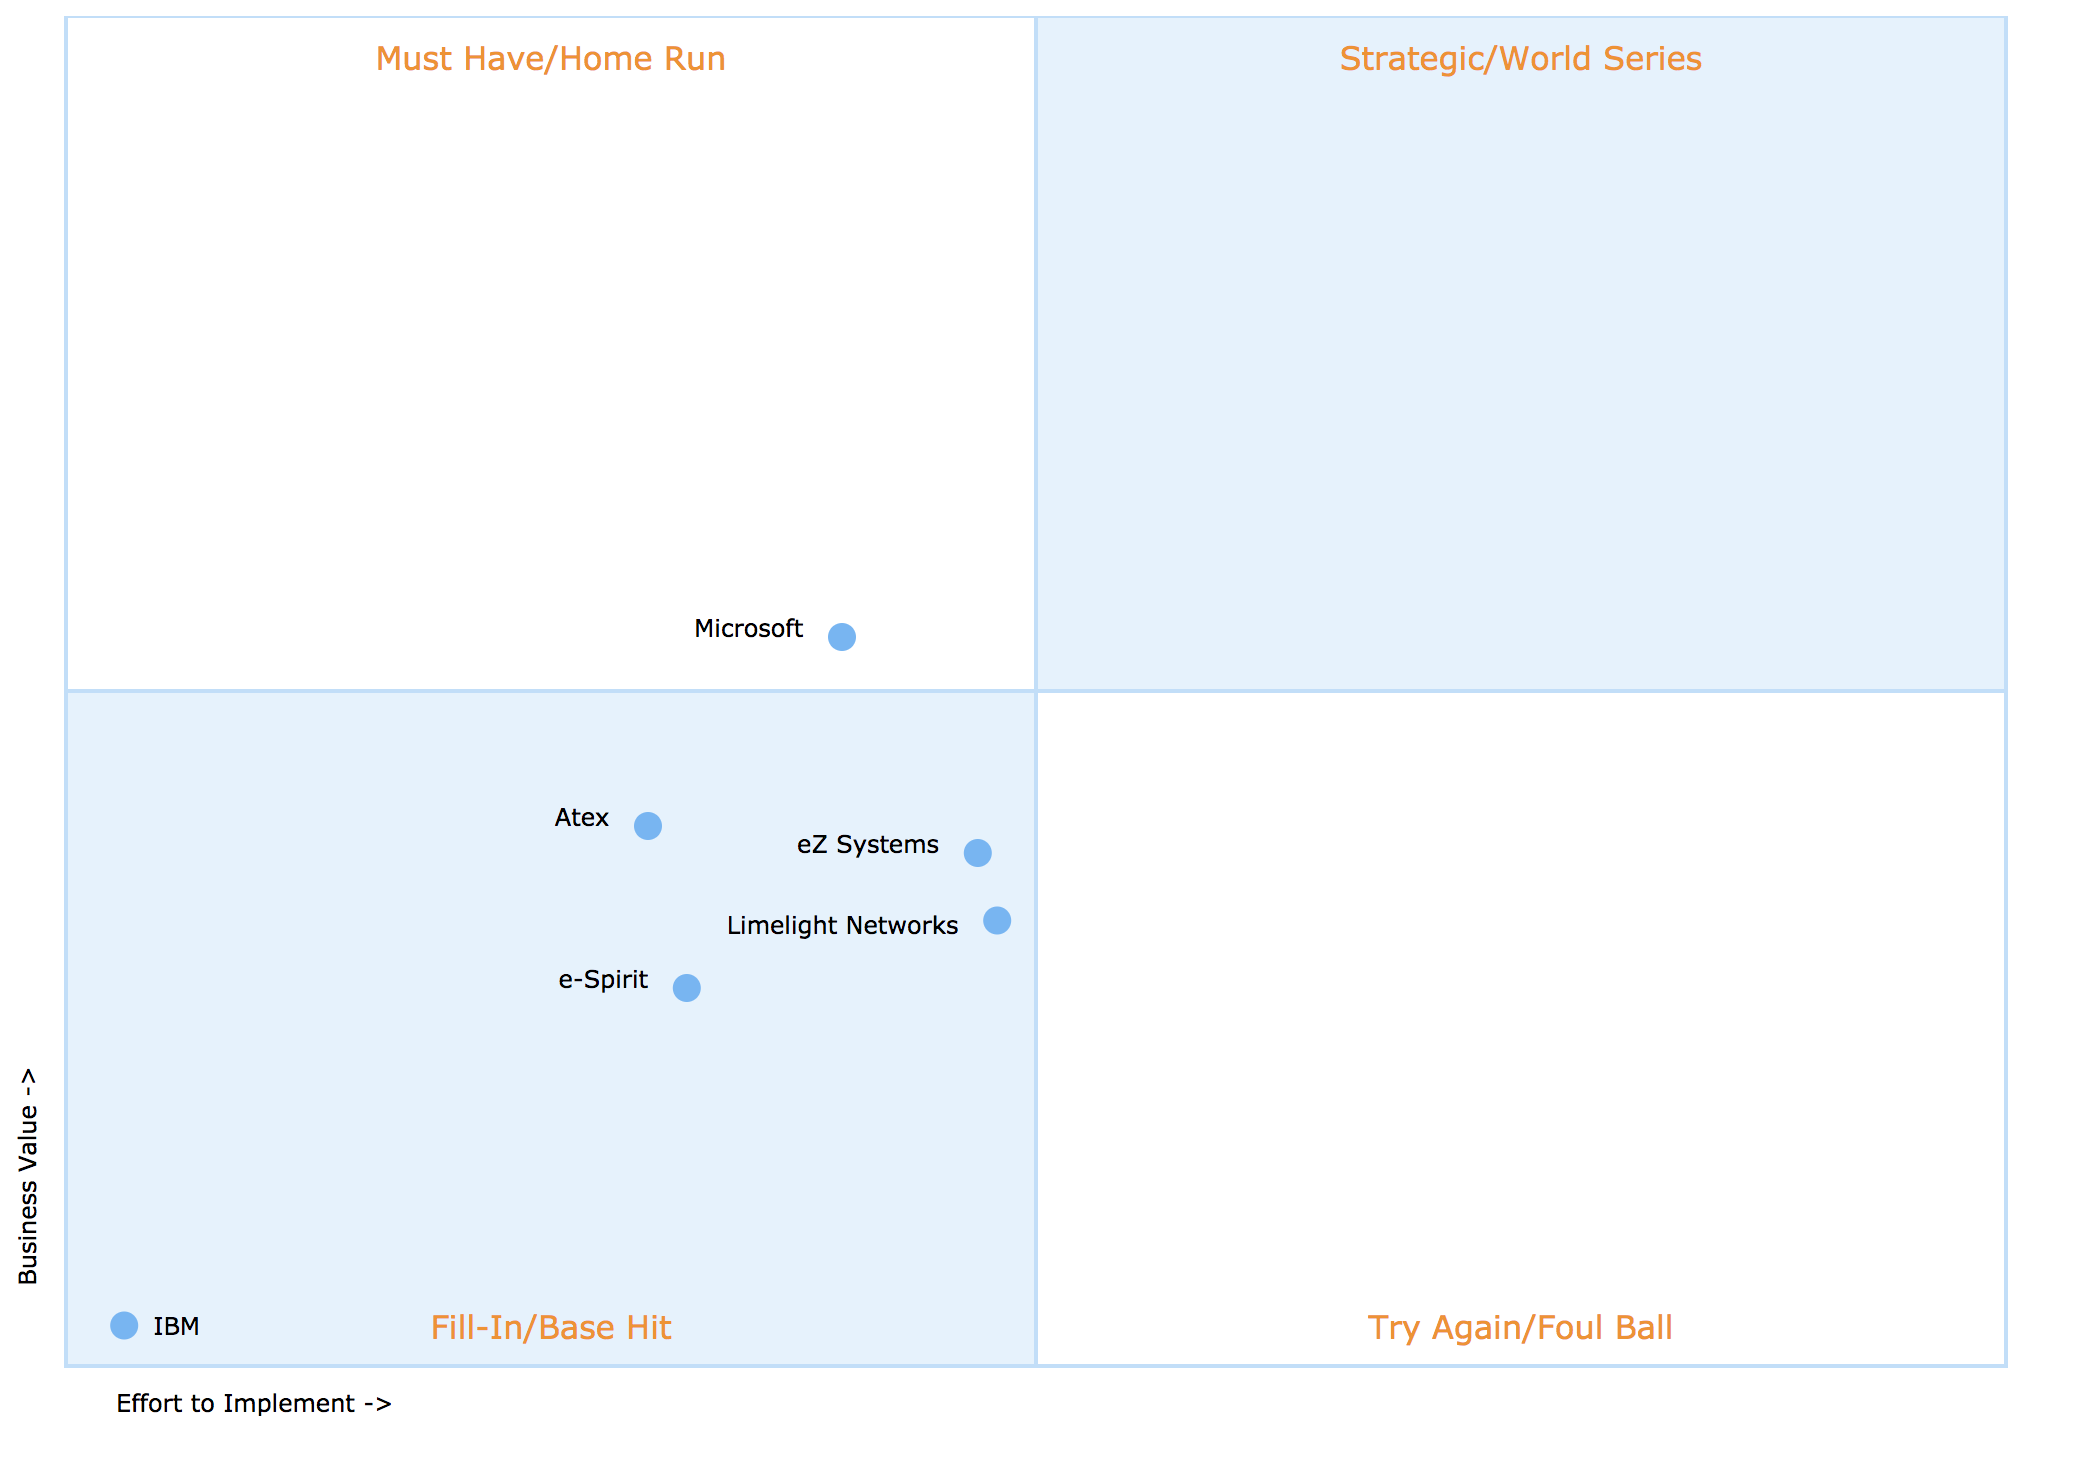 Must Have/Home Run
Strategic/World Series
Microsoft
Atex
eZ Systems
Limelight Networks
e-Spirit
Business Value ->
IBM
Fill-In/Base Hit
Try Again/Foul Ball
Effort to Implement ->